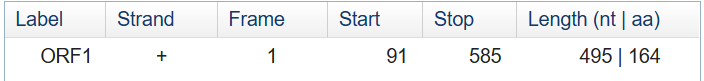 Label Strand Frame Start Stop Length (nt | aa)
ORF1 + 1 91 585 495 | 164